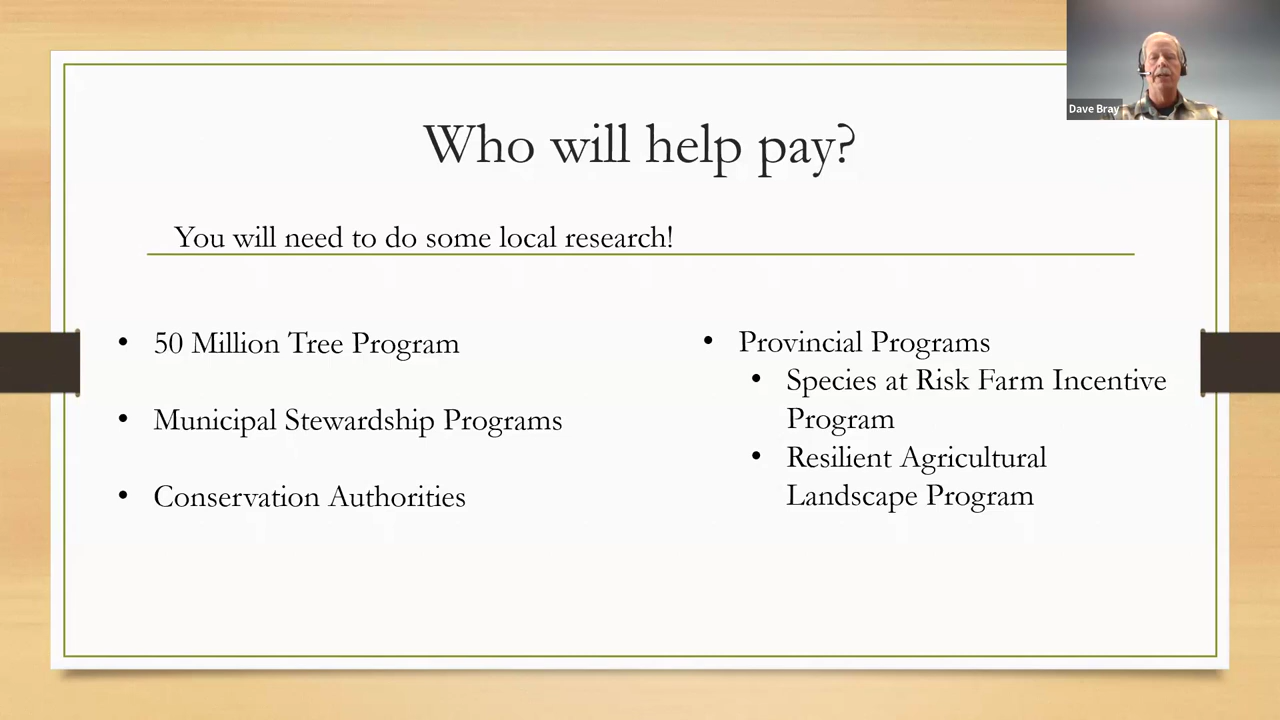 Dave Bray
Who will help pay?
You will need to do some local research!
• 50 Million Tree Program
• Municipal Stewardship Programs
• Conservation Authorities
• Provincial Programs
• Species at Risk Farm Incentive
Program
• Resilient Agricultural
Landscape Program